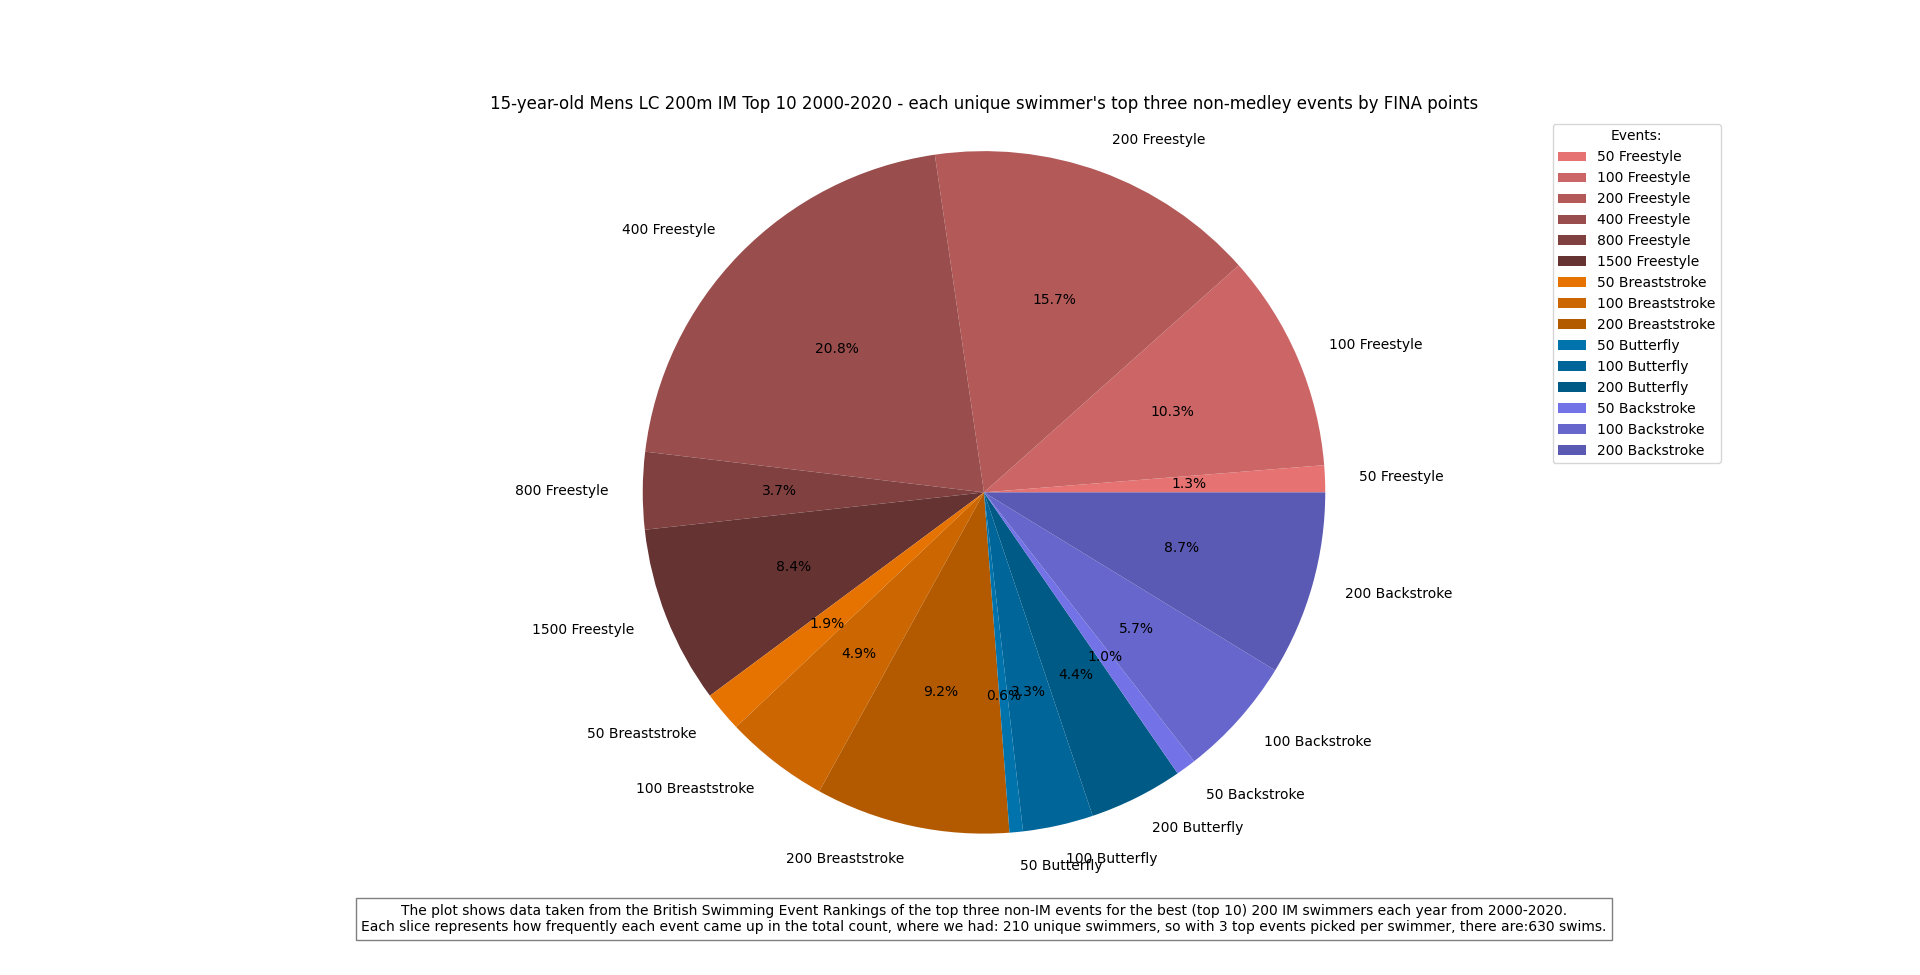 15-year-old Mens LC 200m IM Top 10 2000-2020 - each unique swimmer's top three non-medley events by FINA points
Events:
50 Freestyle
100 Freestyle
200 Freestyle
400 Freestyle
800 Freestyle
1500 Freestyle
50 Breaststroke
100 Breaststroke
200 Breaststroke
50 Butterfly
100 Butterfly
200 Butterfly
50 Backstroke
100 Backstroke
200 Backstroke
200 Freestyle
400 Freestyle
100 Freestyle
50 Freestyle
800 Freestyle
1500 Freestyle
50 Breaststroke
100 Breaststroke
200 Breaststroke
50 Butterfly
100 Butterfly
200 Butterfly
50 Backstroke
100 Backstroke
200 Backstroke
15.7%
20.8%
10.3%
1.3%
3.7%
8.4%
1.9%
4.9%
9.2%
0.6%
3.3%
4.4%
1.0%
5.7%
8.7%
The plot shows data taken from the British Swimming Event Rankings of the top three non-IM events for the best (top 10) 200 IM swimmers each year from 2000-2020.
Each slice represents how frequently each event came up in the total count, where we had: 210 unique swimmers, so with 3 top events picked per swimmer, there are:630 swims.